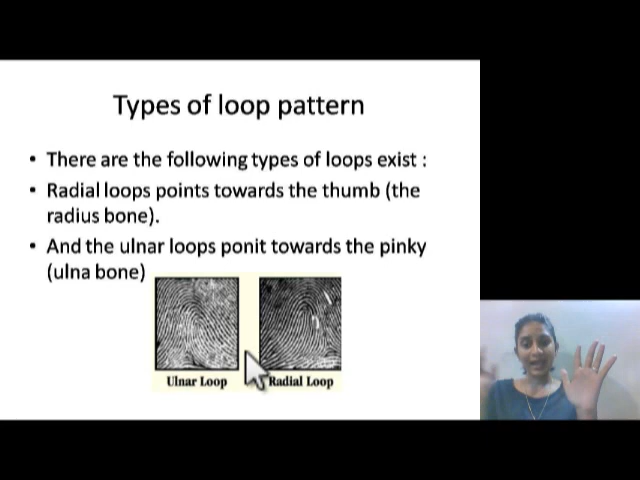 Types of loop pattern
• There are the following types of loops exist :
• Radial loops points towards the thumb (the
radius bone).
• And the ulnar loops ponit towards the pinky
(ulna bone)
Ulnar Loop
Radial Loop